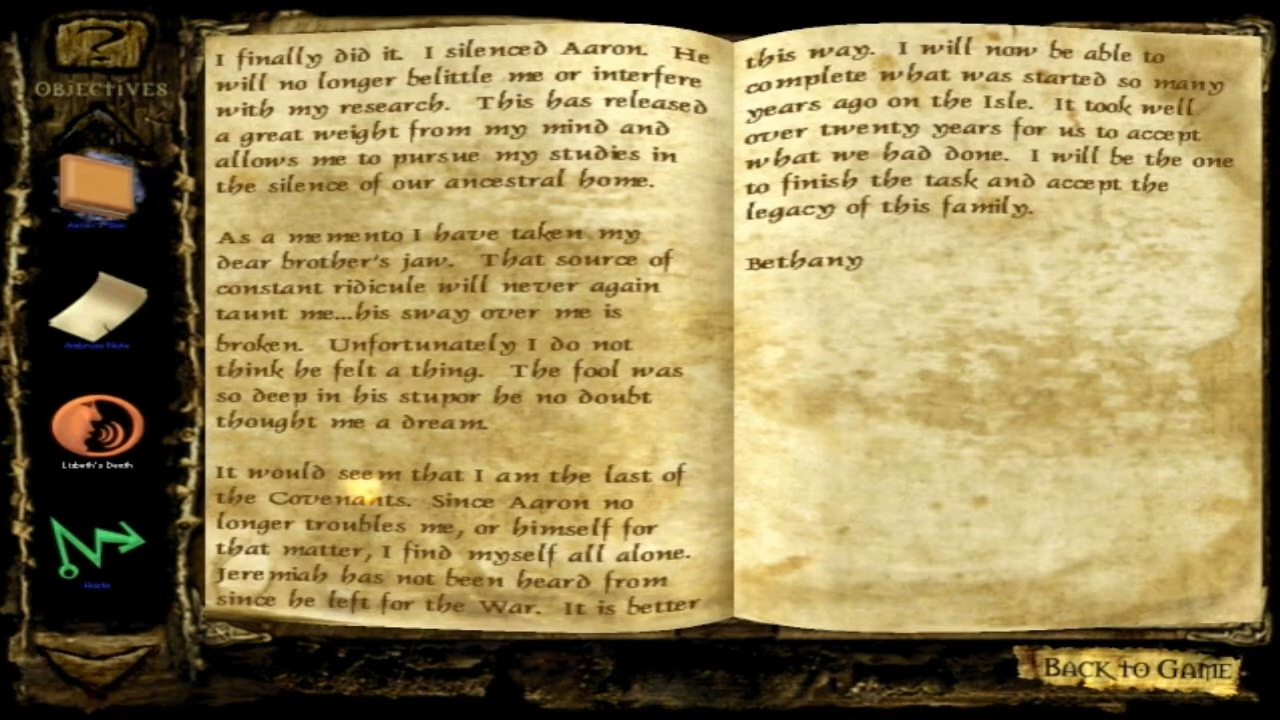 ?
OBJECTIVES
Lizbeth's Death
I finally did it. I silenced Aaron. He
will no longer belittle me or interfere
with my research. This has released
a great weight from my mind and
allows me to pursue my studies in
the silence of our ancestral home.
As a memento I have taken my
dear brother's jaw. That source of
constant ridicule will never again
taunt me...his sway over me is
broken. Unfortunately I do not
think he felt a thing. The fool was
so deep in his stupor he no doubt
thought me a dream.
It would seem that I am the last of
the Covenants. Since Aaron no
longer troubles me, or himself for
that matter, I find myself all alone.
Jeremiah has not been heard from
since he left for the War. It is better
this way. I will now be able to
complete what was started so many
years ago on the Isle. It took well
over twenty years for us to accept
what we had done. I will be the one
to finish the task and accept the
legacy of this family.
Bethany
BACK TO GAME